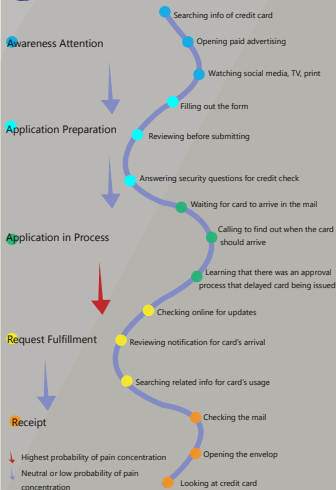 Searching info of credit card
Awareness Attention
Opening paid advertising
Watching social media, TV, print
Filling out the form
Application Preparation
Reviewing before submitting
Answering security questions for credit check
Waiting for card to arrive in the mail
Calling to find out when the card
should arrive
Application in Process
Learning that there was an approval
process that delayed card being issued
Checking online for updates
Request Fulfillment
Reviewing notification for card's arrival
Searching related info for card's usage
Checking the mail
Receipt
Opening the envelop
Highest probability of pain concentration
Neutral or low probability of pain
concentration
Looking at credit card